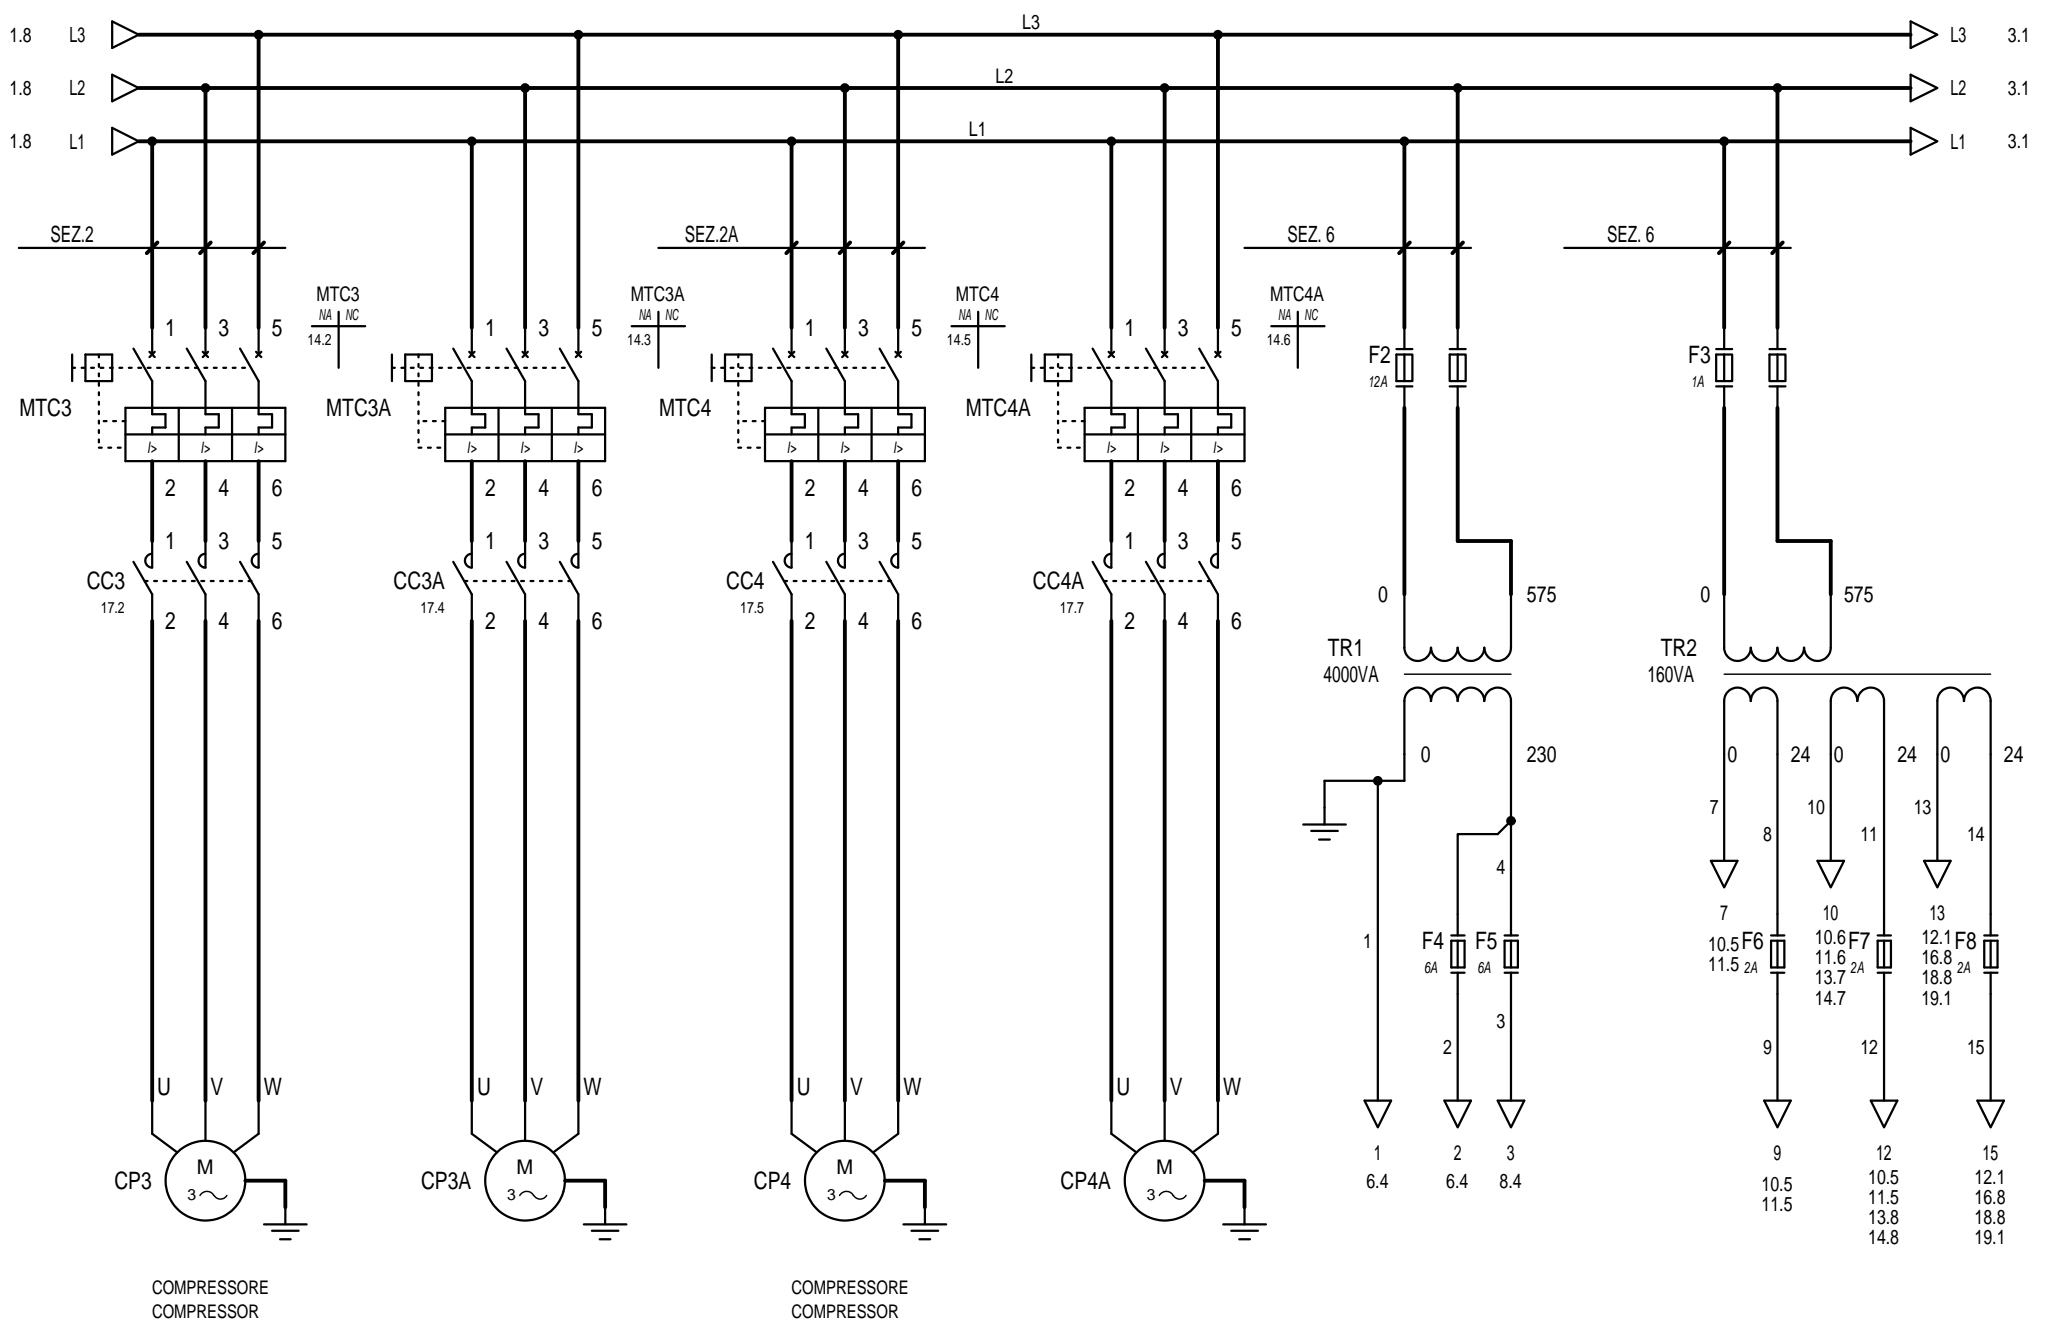 L3
1.8 L3 L3 3.1
L2
1.8 L2 L2 3.1
L1
1.8 L1 L1 3.1
SEZ.2 SEZ.2A SEZ. 6 SEZ. 6
MTC3 MTC3A MTC4 MTC4A
NA NC NA NC NA NC NA NC
14.2 14.3 14.5 14.6
1 3 5 1 3 5 1 3 5 1 3 5
F2 F3
12A 1A
MTC3 MTC3A MTC4 MTC4A
I> I> I> I> I> I> I> I> I> I> I> I>
2 4 6 2 4 6 2 4 6 2 4 6
1 3 5 1 3 5 1 3 5 1 3 5
CC3 CC3A CC4 CC4A
17.2 17.4 17.5 17.7
0 575 0 575
2 4 6 2 4 6 2 4 6 2 4 6
TR1 TR2
4000VA 160VA
0 230 0 24 0 24 0 24
7 10 13
8 11 14
4
7 10 13
1 F4 F5 F6 F7 F8
6A 6A 2A 2A 2A
10.5 10.6 12.1
11.5 11.6 16.8
13.7 18.8
14.7 19.1
3
2 9 12 15
U V W U V W U V W U V W
1 2 3 9 12 15
M M M M
3 3 3 3
CP3 CP3A CP4 CP4A
6.4 6.4 8.4
10.5 10.5 12.1
11.5 11.5 16.8
13.8 18.8
14.8 19.1
COMPRESSORE COMPRESSORE
COMPRESSOR COMPRESSOR